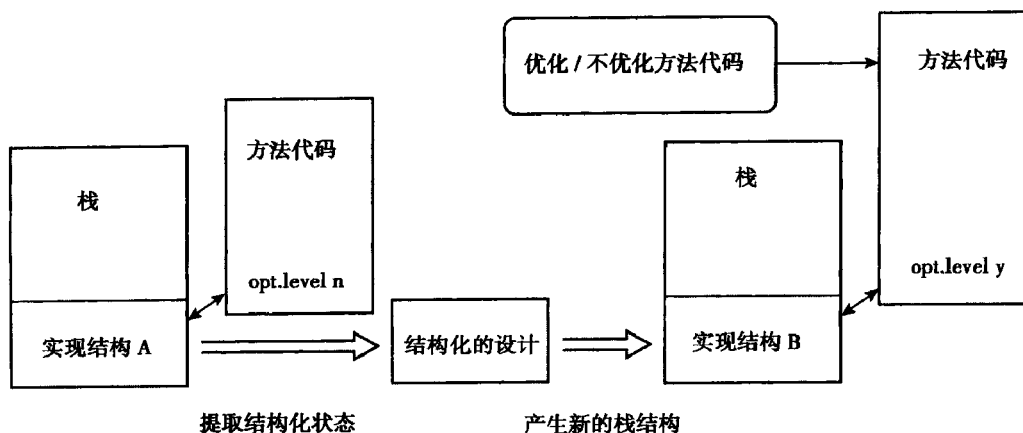 优化 / 不优化方法代码
方法代码
opt.level y
方法代码
opt.level n
栈
实现结构 A
结构化的设计
栈
实现结构 B
提取结构化状态
产生新的栈结构